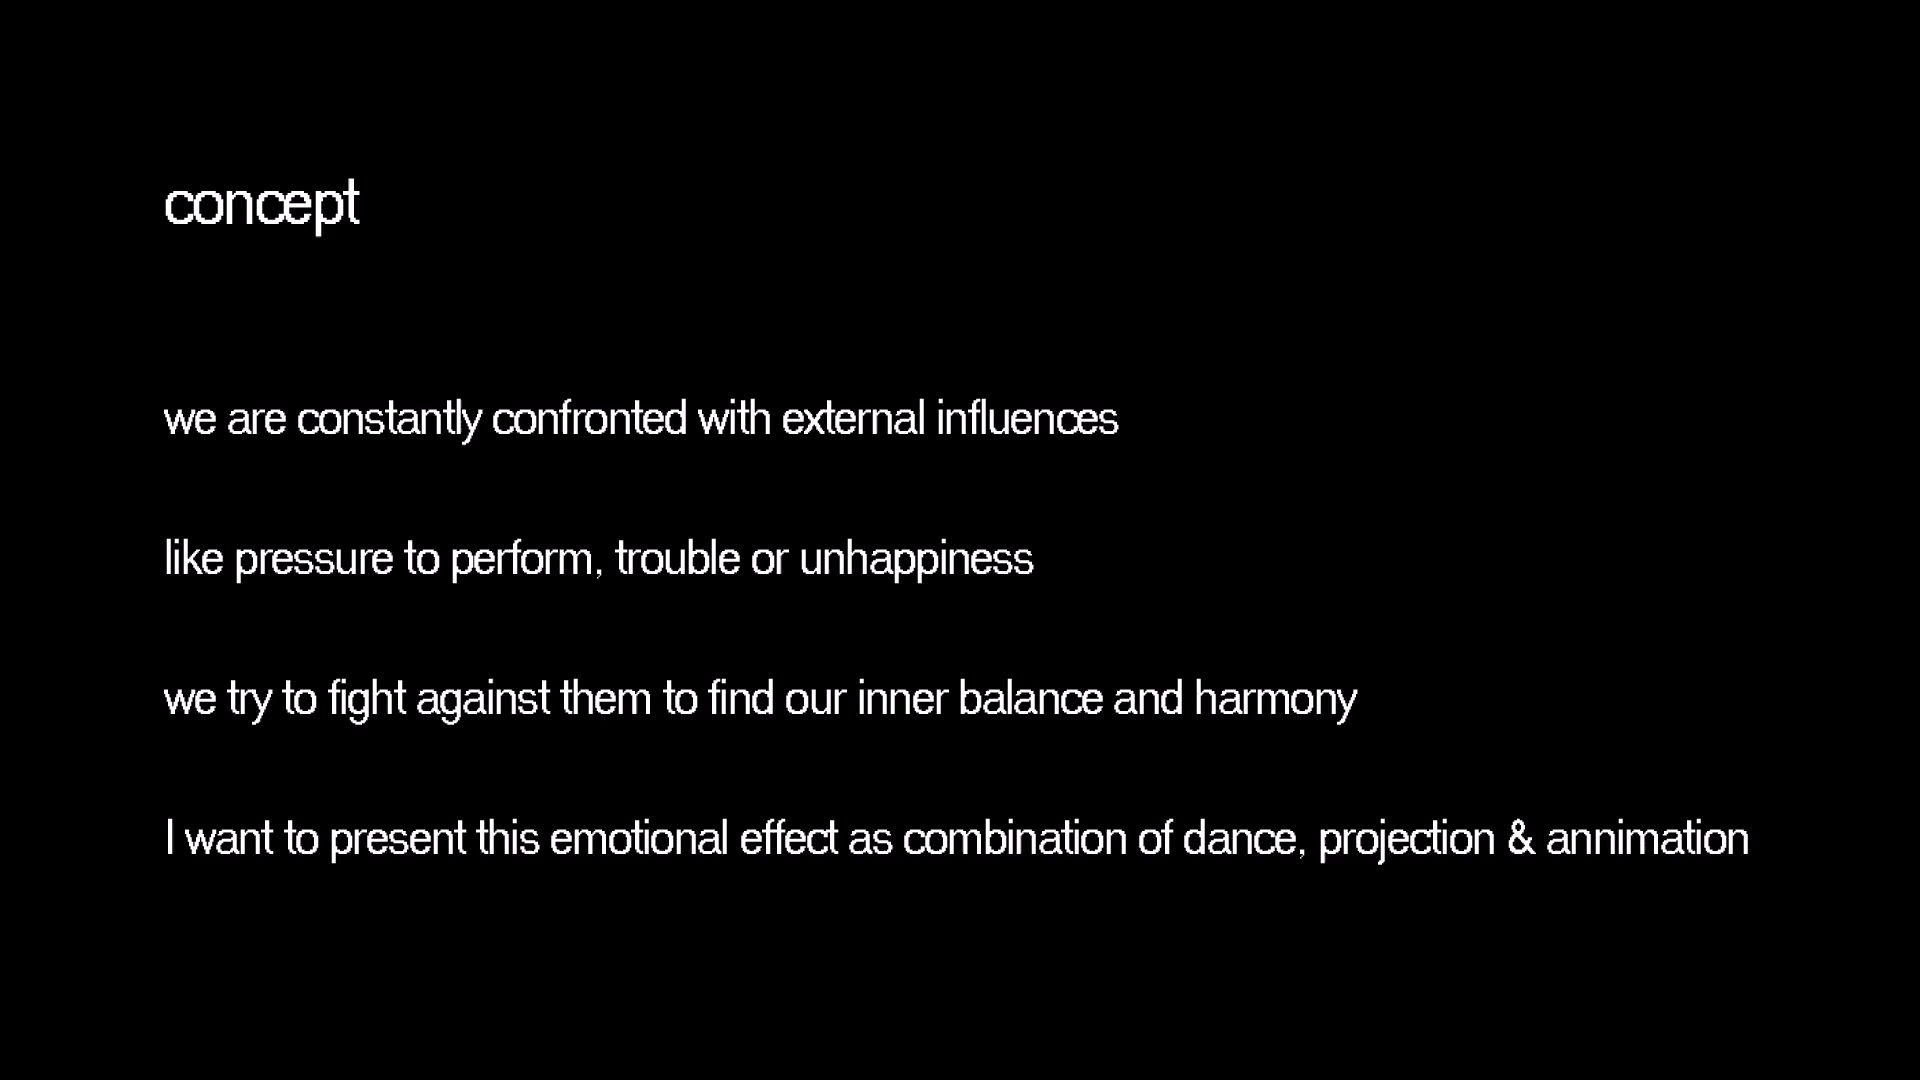 concept
we are constantly confronted with external influences
like pressure to perform, trouble or unhappiness
we try to fight against them to find our inner balance and harmony
I want to present this emotional effect as combination of dance, projection & annimation